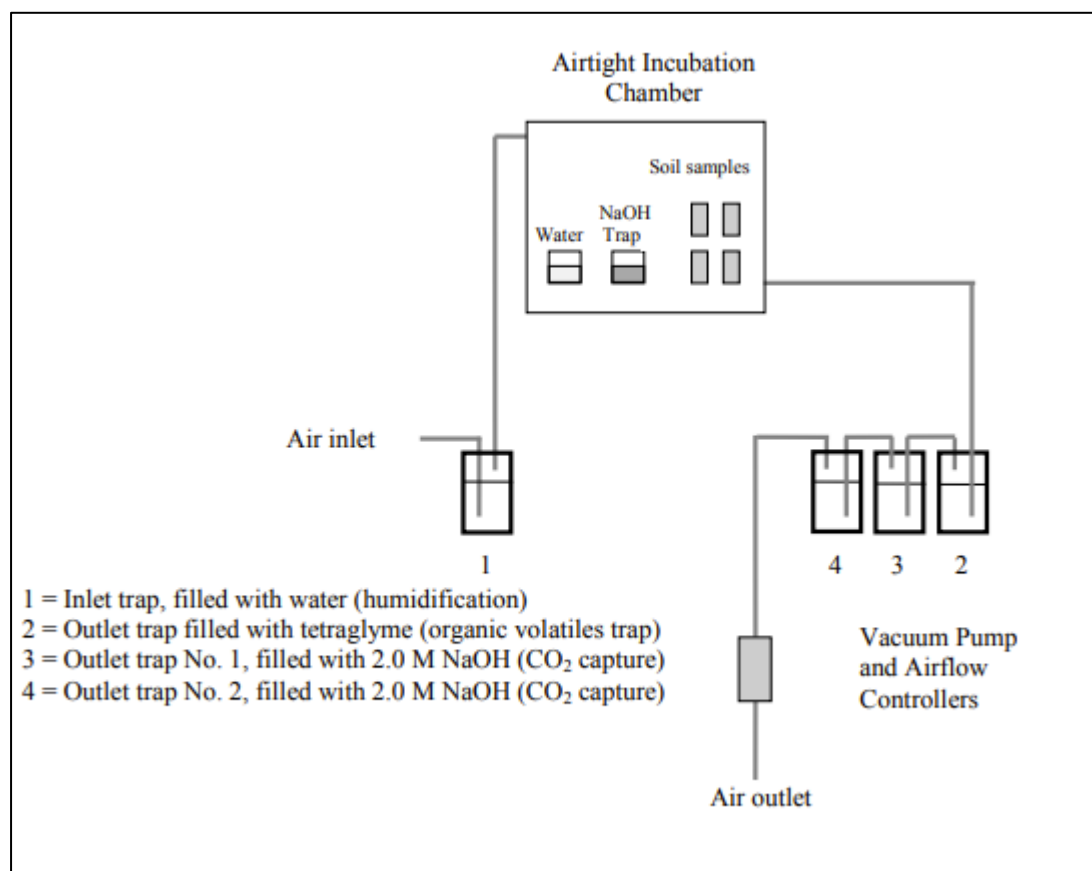 Airtight Incubation
Chamber
Soil samples
NaOH
Water Trap
Air inlet
1
4 3 2
1 = Inlet trap, filled with water (humidification)
2 = Outlet trap filled with tetraglyme (organic volatiles trap)
3 = Outlet trap No. 1, filled with 2.0 M NaOH (CO₂ capture)
4 = Outlet trap No. 2, filled with 2.0 M NaOH (CO₂ capture)
Vacuum Pump
and Airflow
Controllers
Air outlet